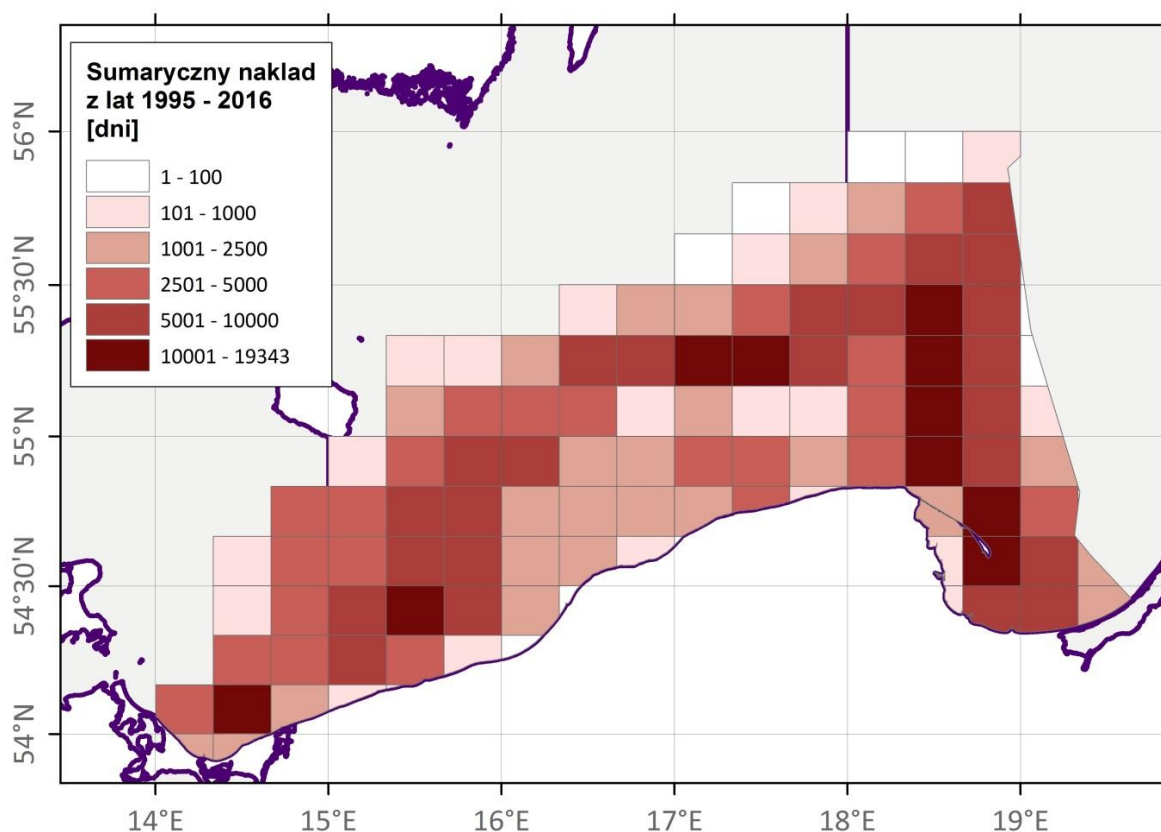 Sumaryczny naklad
z lat 1995 - 2016
[dni]
1 - 100
101 - 1000
1001 - 2500
2501 - 5000
5001 - 10000
10001 - 19343
56°N
55°30'N
55°N
54°30'N
54°N
14°E
15°E
16°E
17°E
18°E
19°E